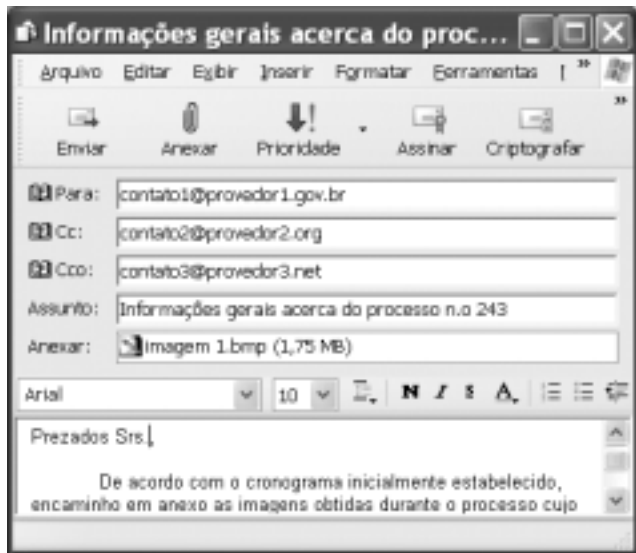 Informações gerais acerca do proc...
Arquivo Editar Exibir Inserir Formatar Ferramentas »
Enviar Anexar Prioridade Assinar Criptografar »
Para: contato1@provedor1.gov.br
Cc: contato2@provedor2.org
Cco: contato3@provedor3.net
Assunto: Informações gerais acerca do processo n.o 243
Anexar: imagem 1.bmp (1,75 MB)
Arial 10 N I S A
Prezados Srs.,
De acordo com o cronograma inicialmente estabelecido,
encaminho em anexo as imagens obtidas durante o processo cujo